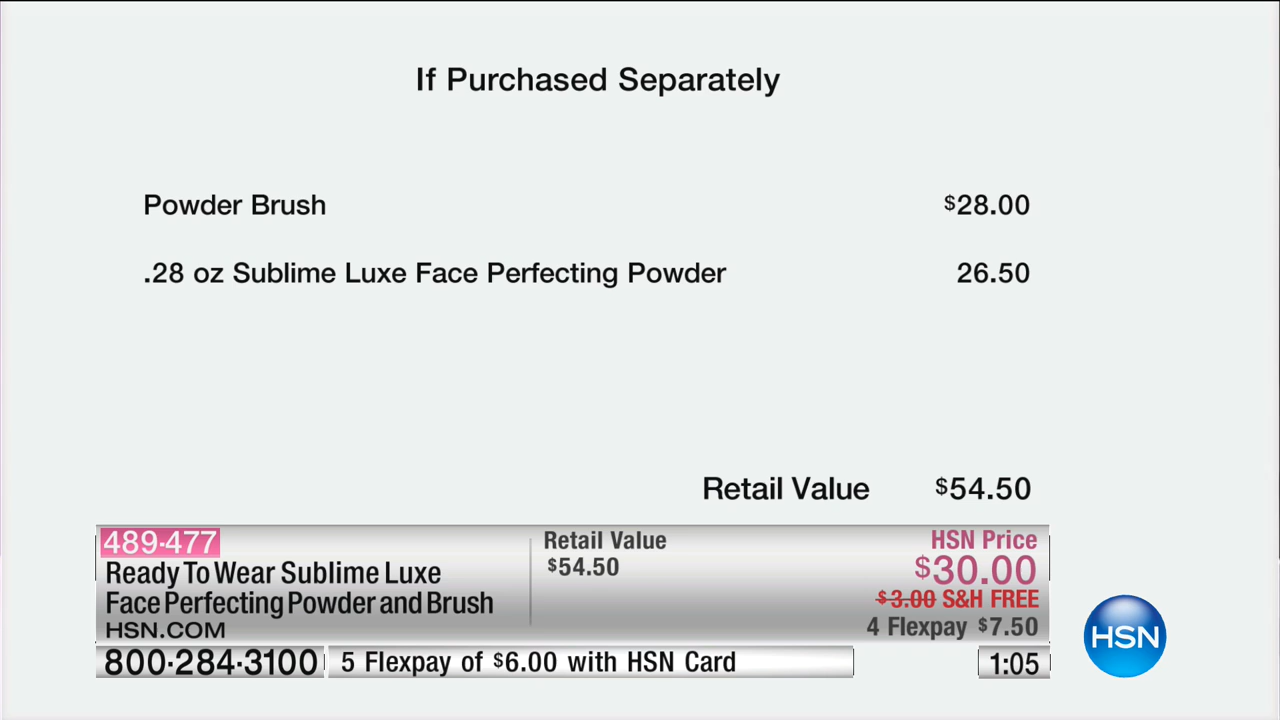 If Purchased Separately
Powder Brush $28.00
.28 oz Sublime Luxe Face Perfecting Powder 26.50
Retail Value $54.50
489·477
Ready To Wear Sublime Luxe
Face Perfecting Powder and Brush
HSN.COM
Retail Value
$54.50
HSN Price
$30.00
$3.00 S&H FREE
4 Flexpay $7.50
HSN
800·284·3100
5 Flexpay of $6.00 with HSN Card
1:05